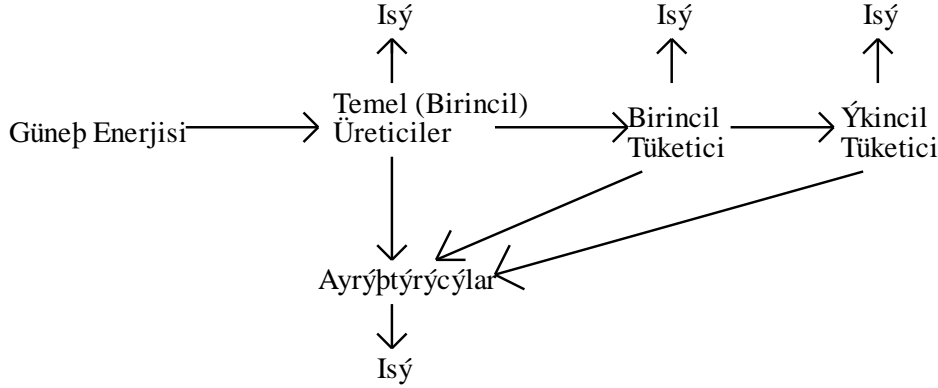 Isý
Isý
Isý
Güneþ Enerjisi
Temel (Birincil)
Üreticiler
Birincil
Tüketici
Ýkincil
Tüketici
Ayrýþtýrýcýlar
Isý